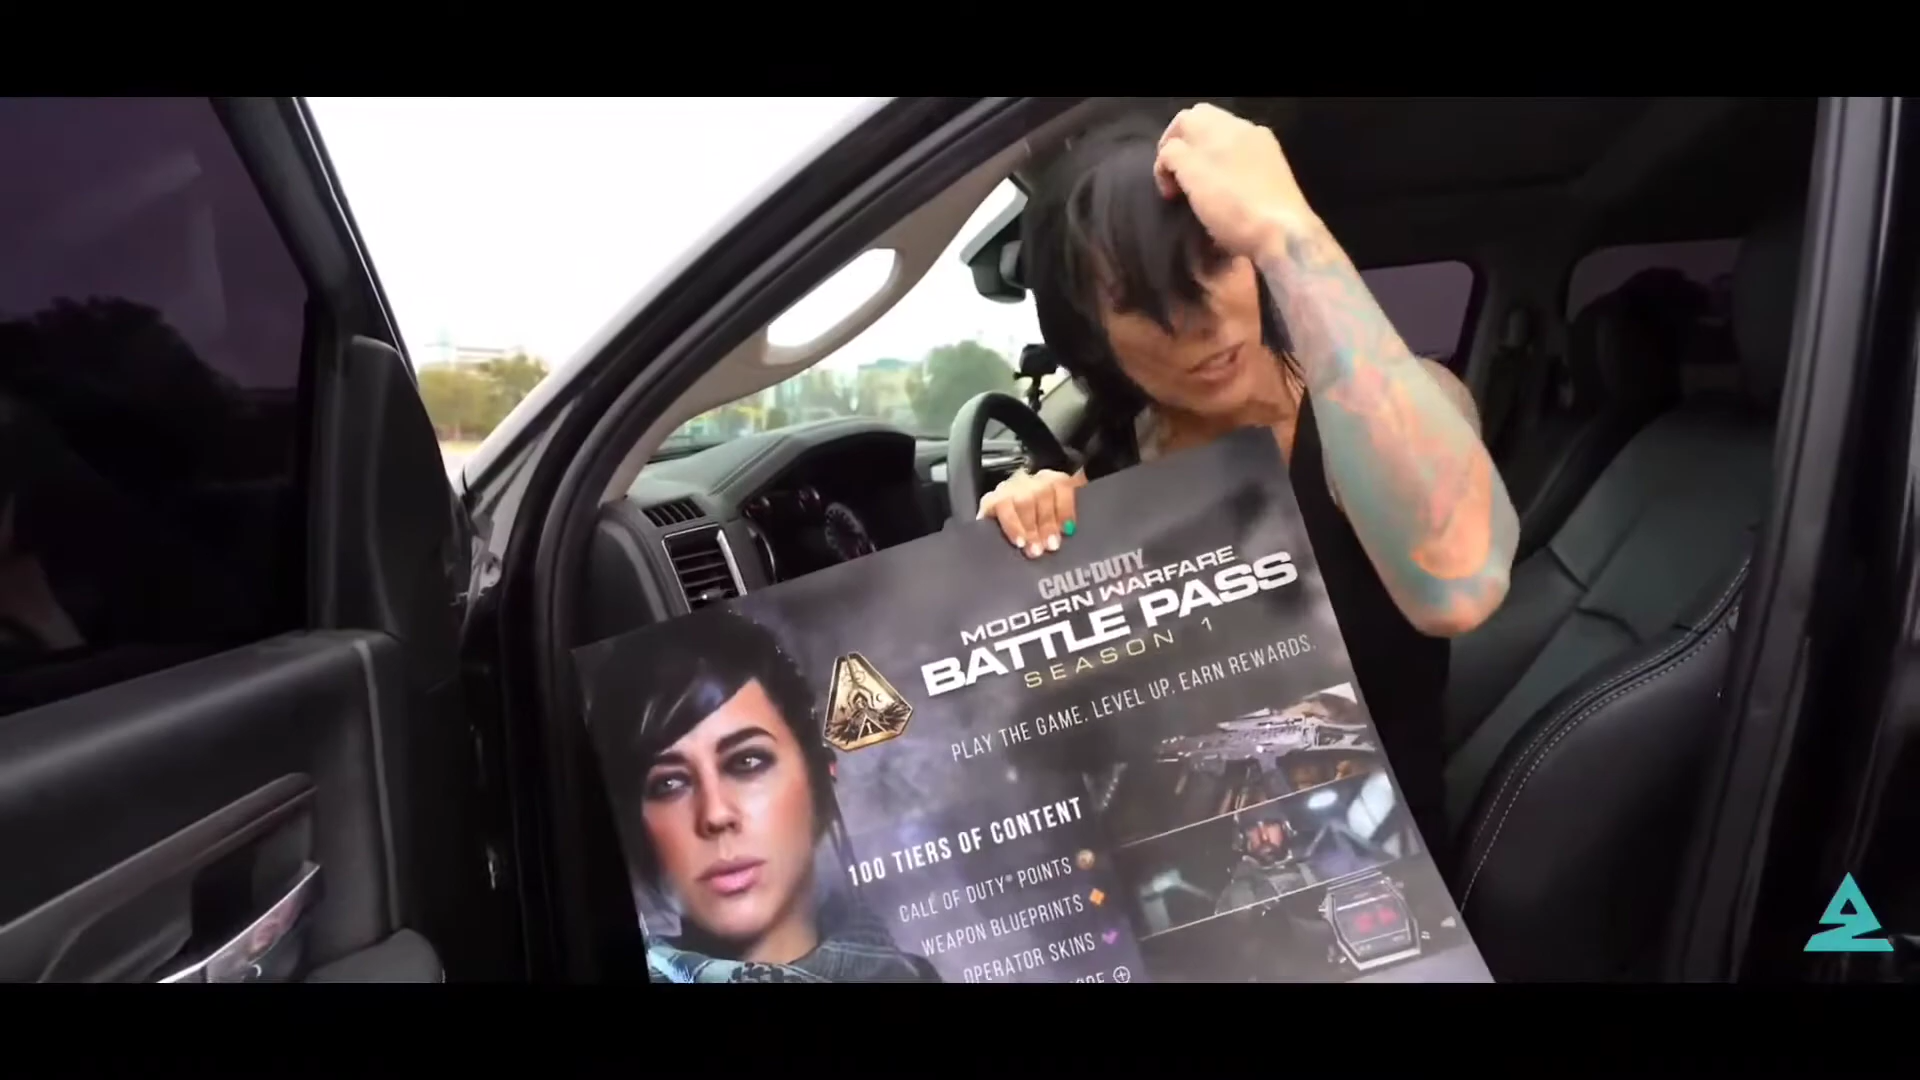 CALL OF DUTY
MODERN WARFARE
BATTLE PASS
SEASON 1
PLAY THE GAME. LEVEL UP. EARN REWARDS.
100 TIERS OF CONTENT
CALL OF DUTY® POINTS
WEAPON BLUEPRINTS
OPERATOR SKINS